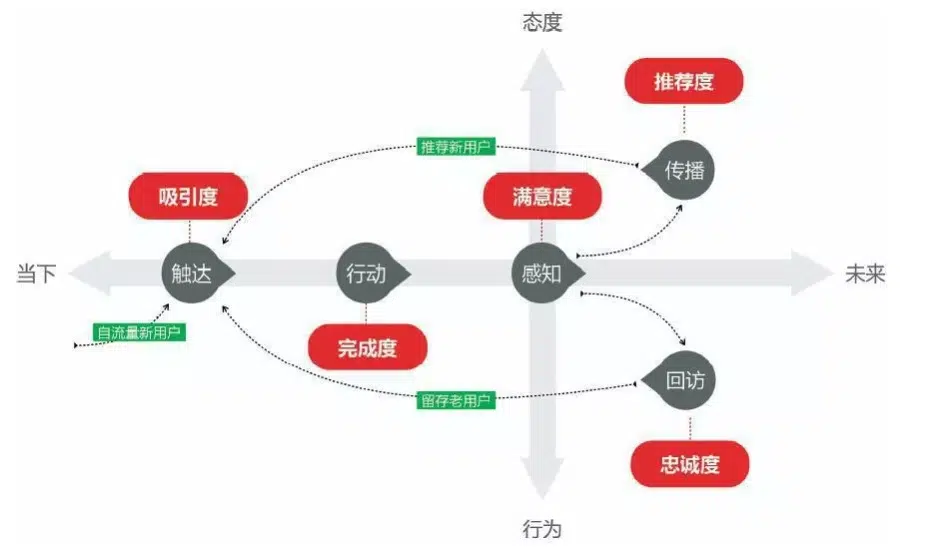 态度
推荐度
推荐新用户
传播
吸引度
满意度
当下
触达
行动
感知
未来
自流量新用户
完成度
回访
留存老用户
忠诚度
行为